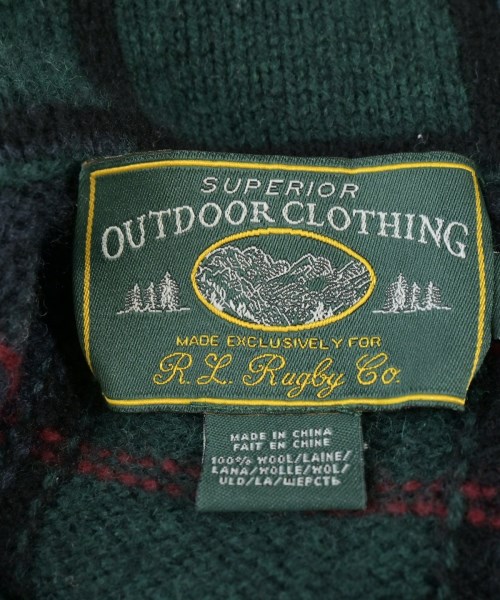 SUPERIOR
OUTDOOR CLOTHING
MADE EXCLUSIVELY FOR
R.L. Rugby Co.
MADE IN CHINA
FAIT EN CHINE
100% WOOL/LAINE/
LANA/WOLLE/WOL/
ULD/LA/ШЕРСТЬ